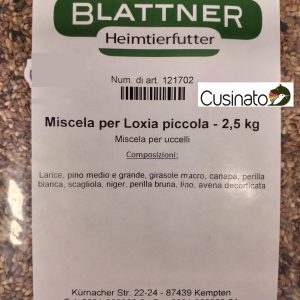 BLATTNER
Heimtierfutter
Num. di art. 121702
Cusinato
Miscela per Loxia piccola - 2,5 kg
Miscela per uccelli
Composizioni:
Larice, pino medio e grande, girasole macro, canapa, perilla
bianca, scagliola, niger, perilla bruna, lino, avena decorticata
Kürnacher Str. 22-24 - 87439 Kempten